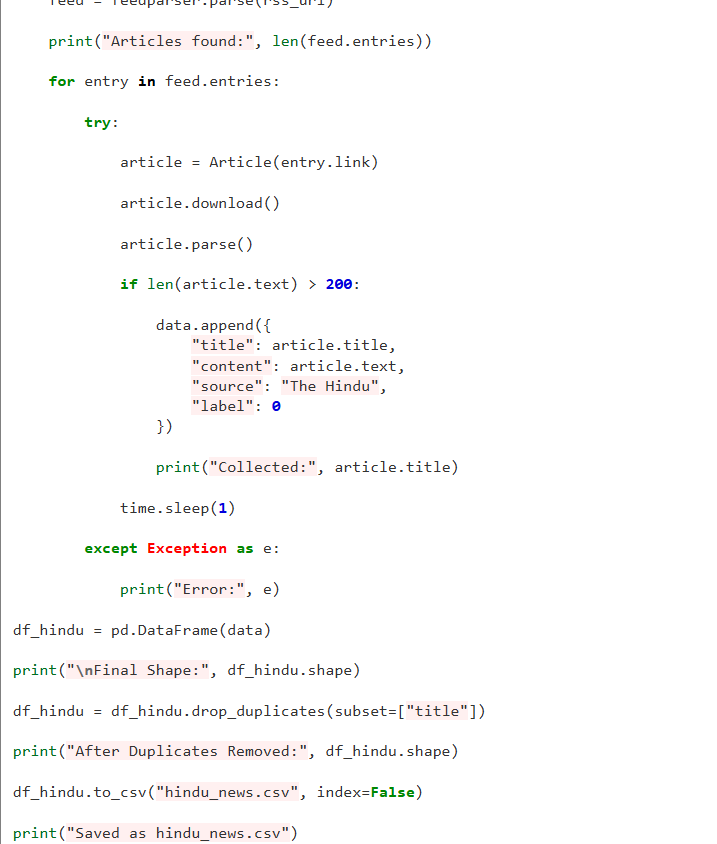 feed = feedparser.parse(rss_url)
print("Articles found:", len(feed.entries))
for entry in feed.entries:
try:
article = Article(entry.link)
article.download()
article.parse()
if len(article.text) > 200:
data.append({
"title": article.title,
"content": article.text,
"source": "The Hindu",
"label": 0
})
print("Collected:", article.title)
time.sleep(1)
except Exception as e:
print("Error:", e)
df_hindu = pd.DataFrame(data)
print("\nFinal Shape:", df_hindu.shape)
df_hindu = df_hindu.drop_duplicates(subset=["title"])
print("After Duplicates Removed:", df_hindu.shape)
df_hindu.to_csv("hindu_news.csv", index=False)
print("Saved as hindu_news.csv")